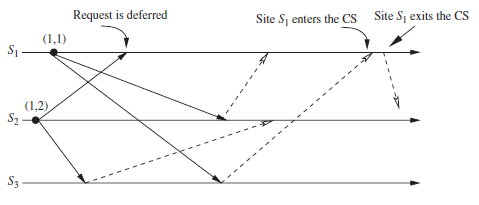 Request is deferred
Site S1 enters the CS
Site S1 exits the CS
(1,1)
S1
(1,2)
S2
S3